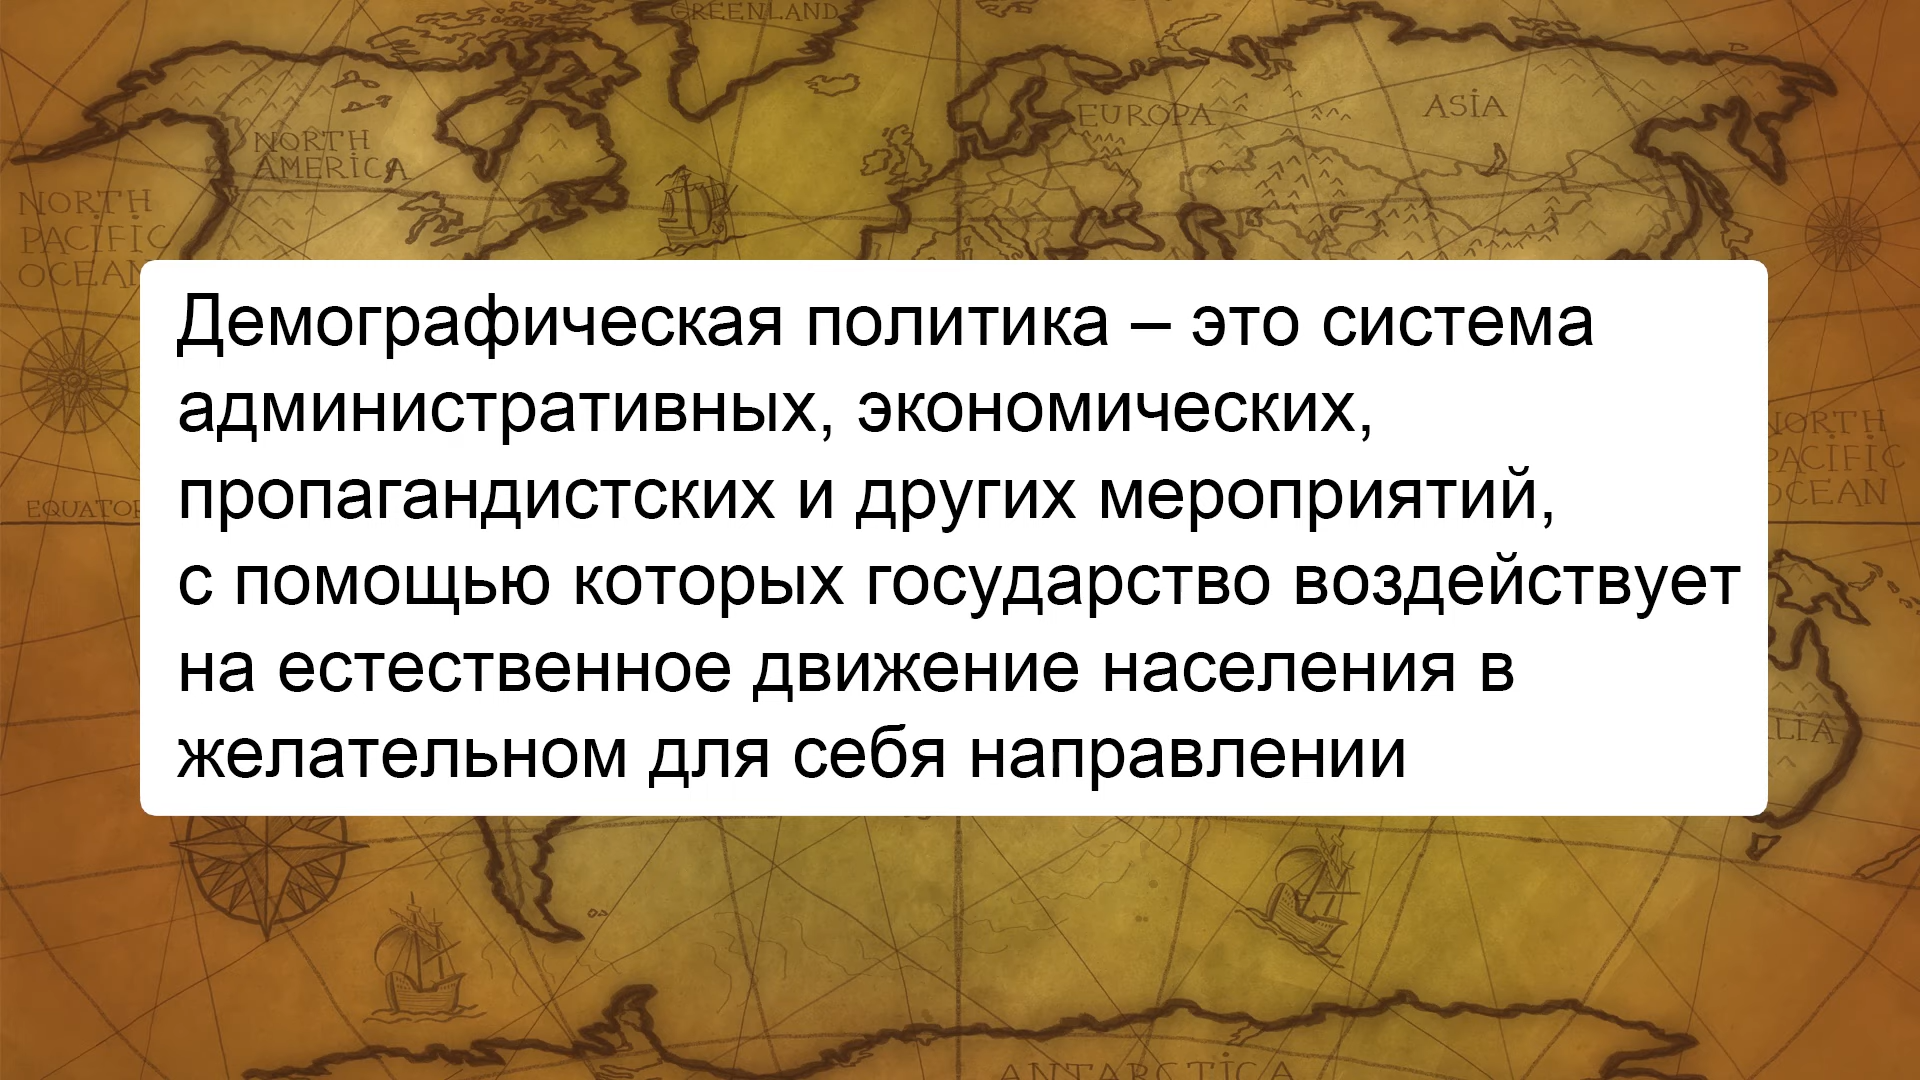 GREENLAND
NORTH
AMERICA
EUROPA
ASIA
NORTH
PACIFIC
OCEAN
Демографическая политика – это система
административных, экономических,
пропагандистских и других мероприятий,
с помощью которых государство воздействует
на естественное движение населения в
желательном для себя направлении
EQUATOR
NORTH
PACIFIC
OCEAN
LIA
ANTARCTICA